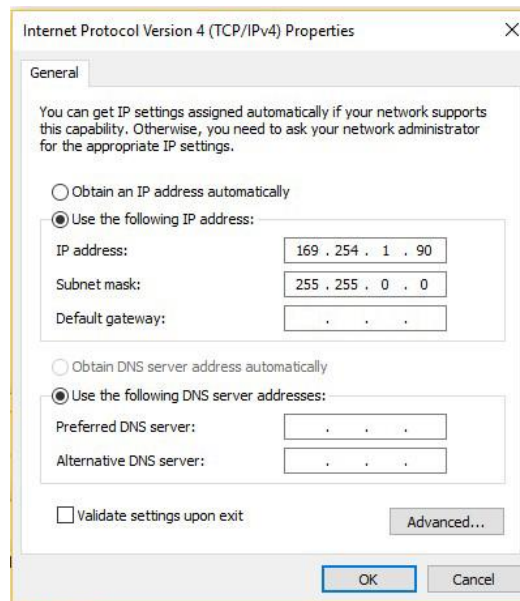 Internet Protocol Version 4 (TCP/IPv4) Properties
General
You can get IP settings assigned automatically if your network supports
this capability. Otherwise, you need to ask your network administrator
for the appropriate IP settings.
Obtain an IP address automatically
Use the following IP address:
IP address: 169 . 254 . 1 . 90
Subnet mask: 255 . 255 . 0 . 0
Default gateway: . . .
Obtain DNS server address automatically
Use the following DNS server addresses:
Preferred DNS server: . . .
Alternative DNS server: . . .
Validate settings upon exit
Advanced...
OK Cancel